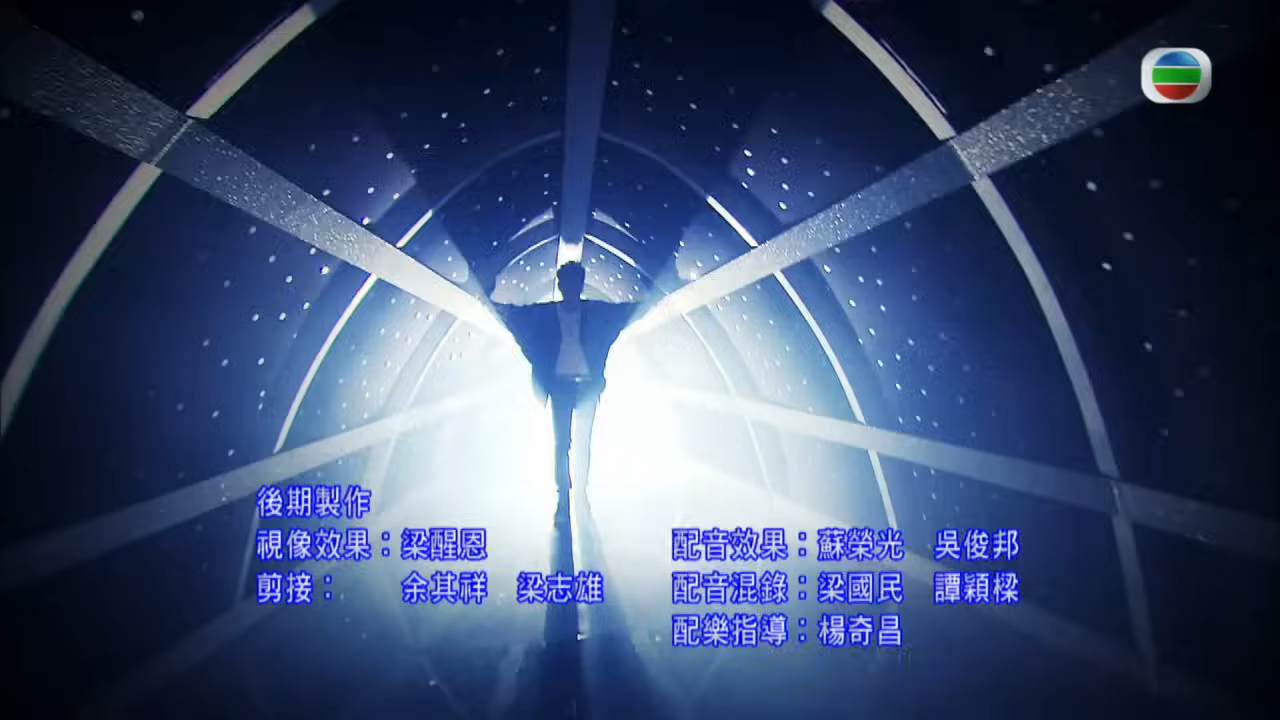 後期製作
視像效果：梁醒恩
剪接：　　余其祥　梁志雄
配音效果：蘇榮光　吳俊邦
配音混錄：梁國民　譚穎樑
配樂指導：楊奇昌